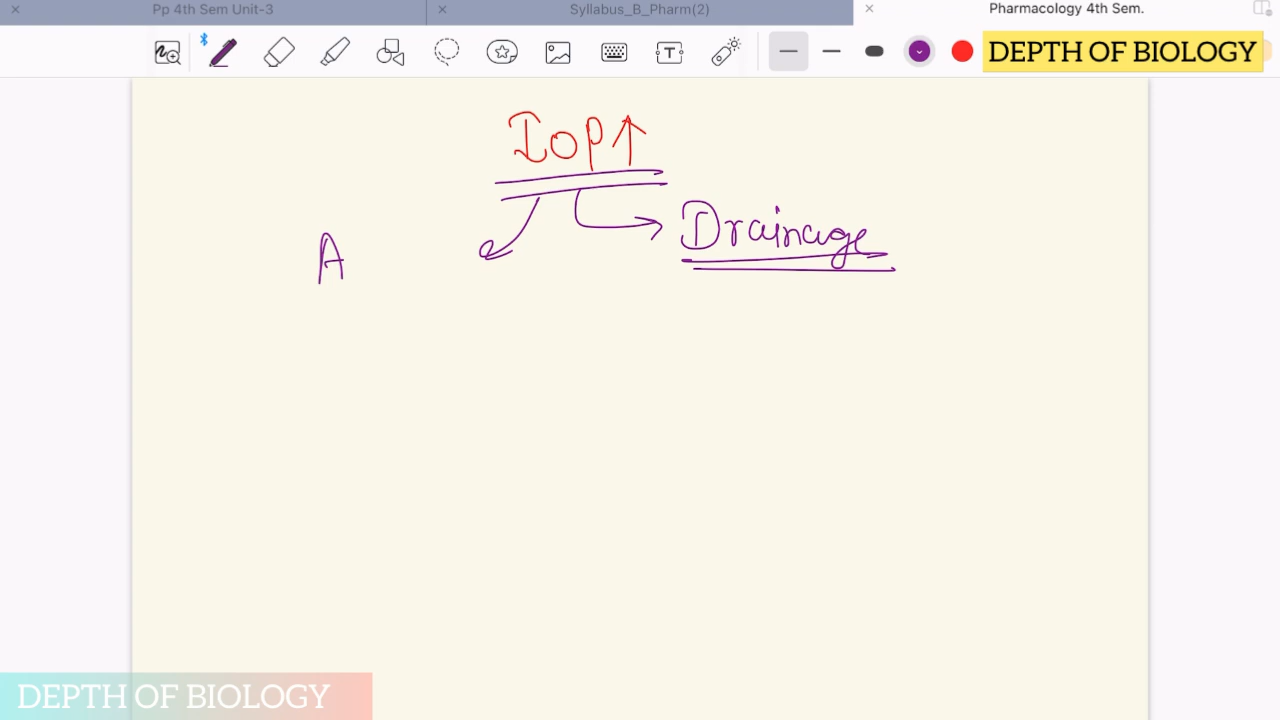 Pp 4th Sem Unit-3
Syllabus_B_Pharm(2)
Pharmacology 4th Sem.
T
DEPTH OF BIOLOGY
IOP↑
Drainage
A
DEPTH OF BIOLOGY